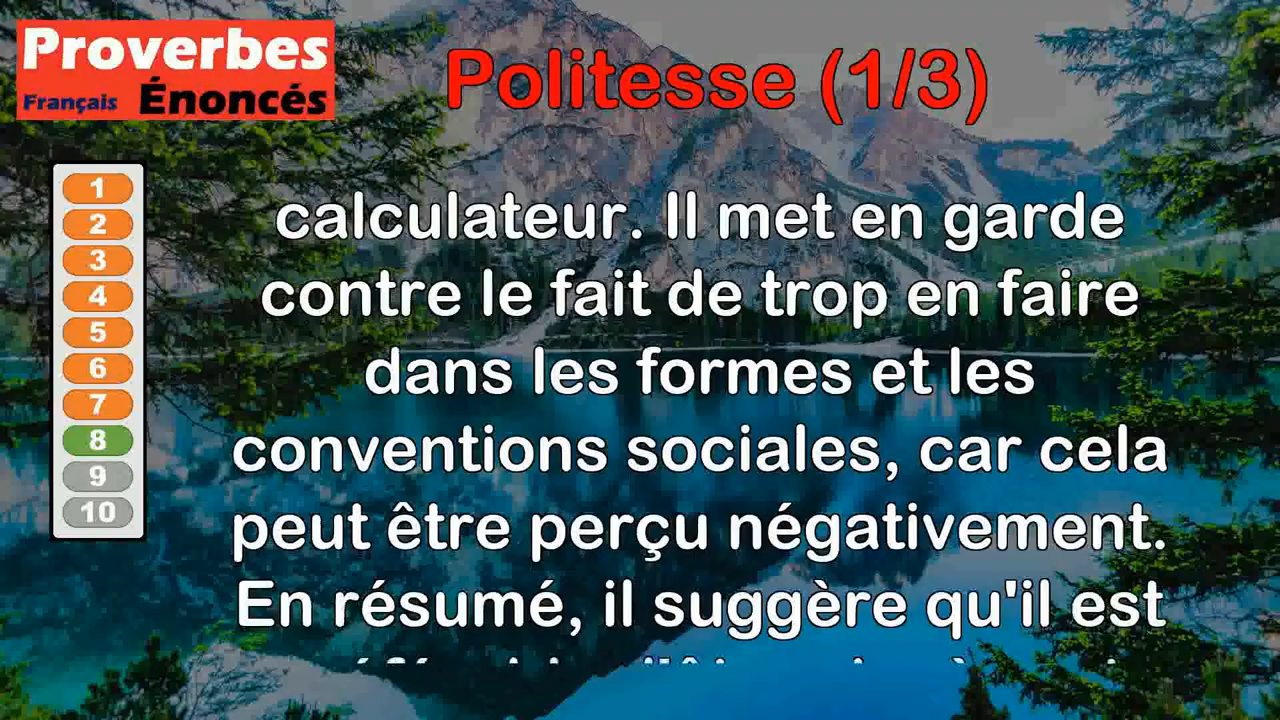 Proverbes
Français Énoncés
Politesse (1/3)
1
2
3
4
5
6
7
8
9
10
calculateur. Il met en garde
contre le fait de trop en faire
dans les formes et les
conventions sociales, car cela
peut être perçu négativement.
En résumé, il suggère qu'il est